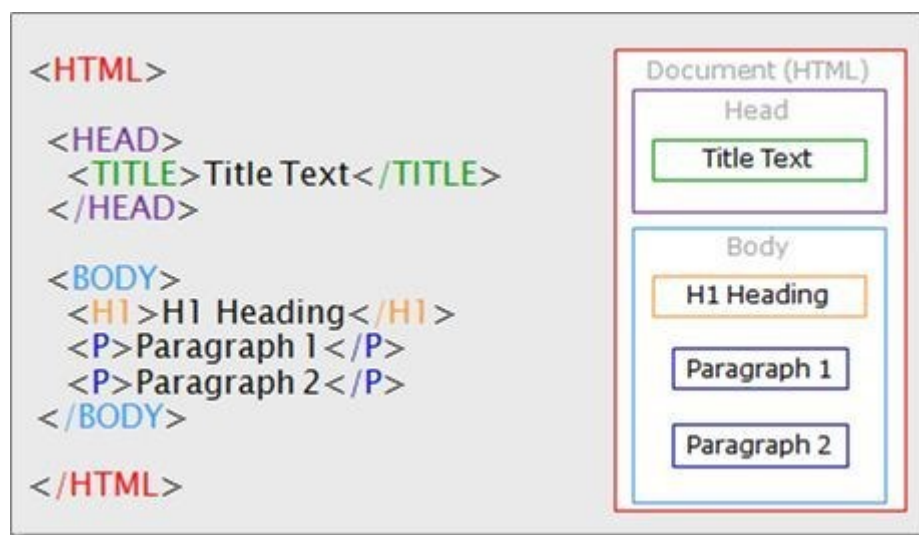 <HTML>
<HEAD>
<TITLE>Title Text</TITLE>
</HEAD>
<BODY>
<H1>H1 Heading</H1>
<P>Paragraph 1</P>
<P>Paragraph 2</P>
</BODY>
</HTML>
Document (HTML)
Head
Title Text
Body
H1 Heading
Paragraph 1
Paragraph 2